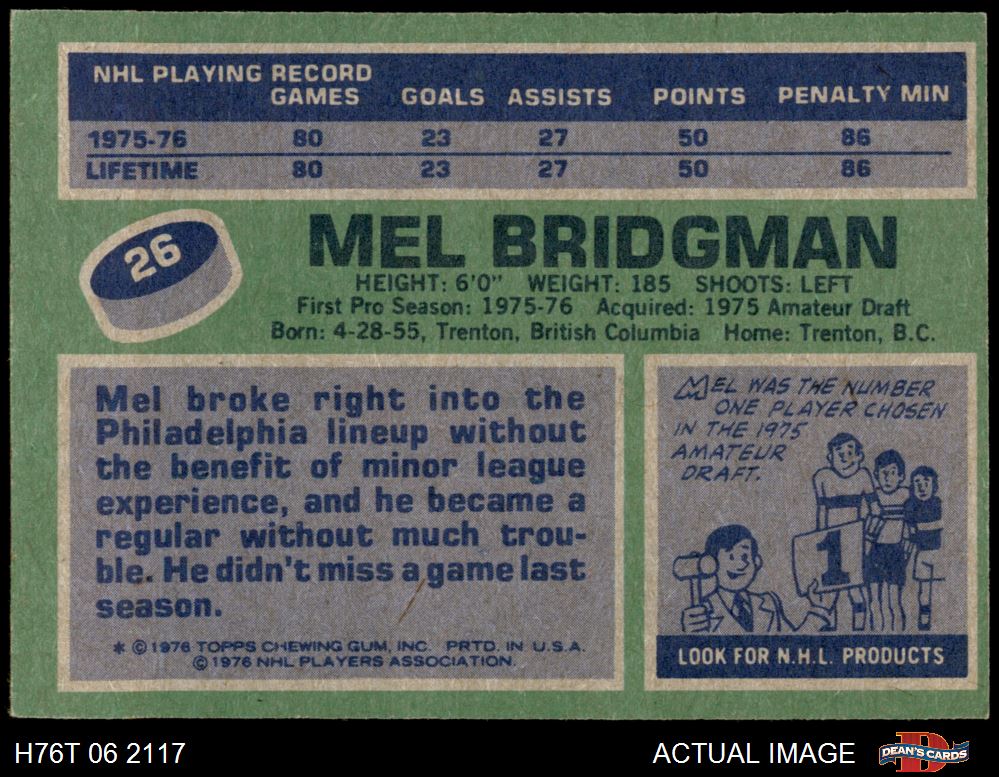 NHL PLAYING RECORD
GAMES GOALS ASSISTS POINTS PENALTY MIN
1975-76 80 23 27 50 86
LIFETIME 80 23 27 50 86
26
MEL BRIDGMAN
HEIGHT: 6'0" WEIGHT: 185 SHOOTS: LEFT
First Pro Season: 1975-76 Acquired: 1975 Amateur Draft
Born: 4-28-55, Trenton, British Columbia Home: Trenton, B.C.
Mel broke right into the
Philadelphia lineup without
the benefit of minor league
experience, and he became a
regular without much trou-
ble. He didn't miss a game last
season.
* ©1976 TOPPS CHEWING GUM, INC. PRTD. IN U.S.A.
©1976 NHL PLAYERS ASSOCIATION.
MEL WAS THE NUMBER
ONE PLAYER CHOSEN
IN THE 1975
AMATEUR
DRAFT.
1
LOOK FOR N.H.L. PRODUCTS
H76T 06 2117
ACTUAL IMAGE
D
DEAN'S CARDS